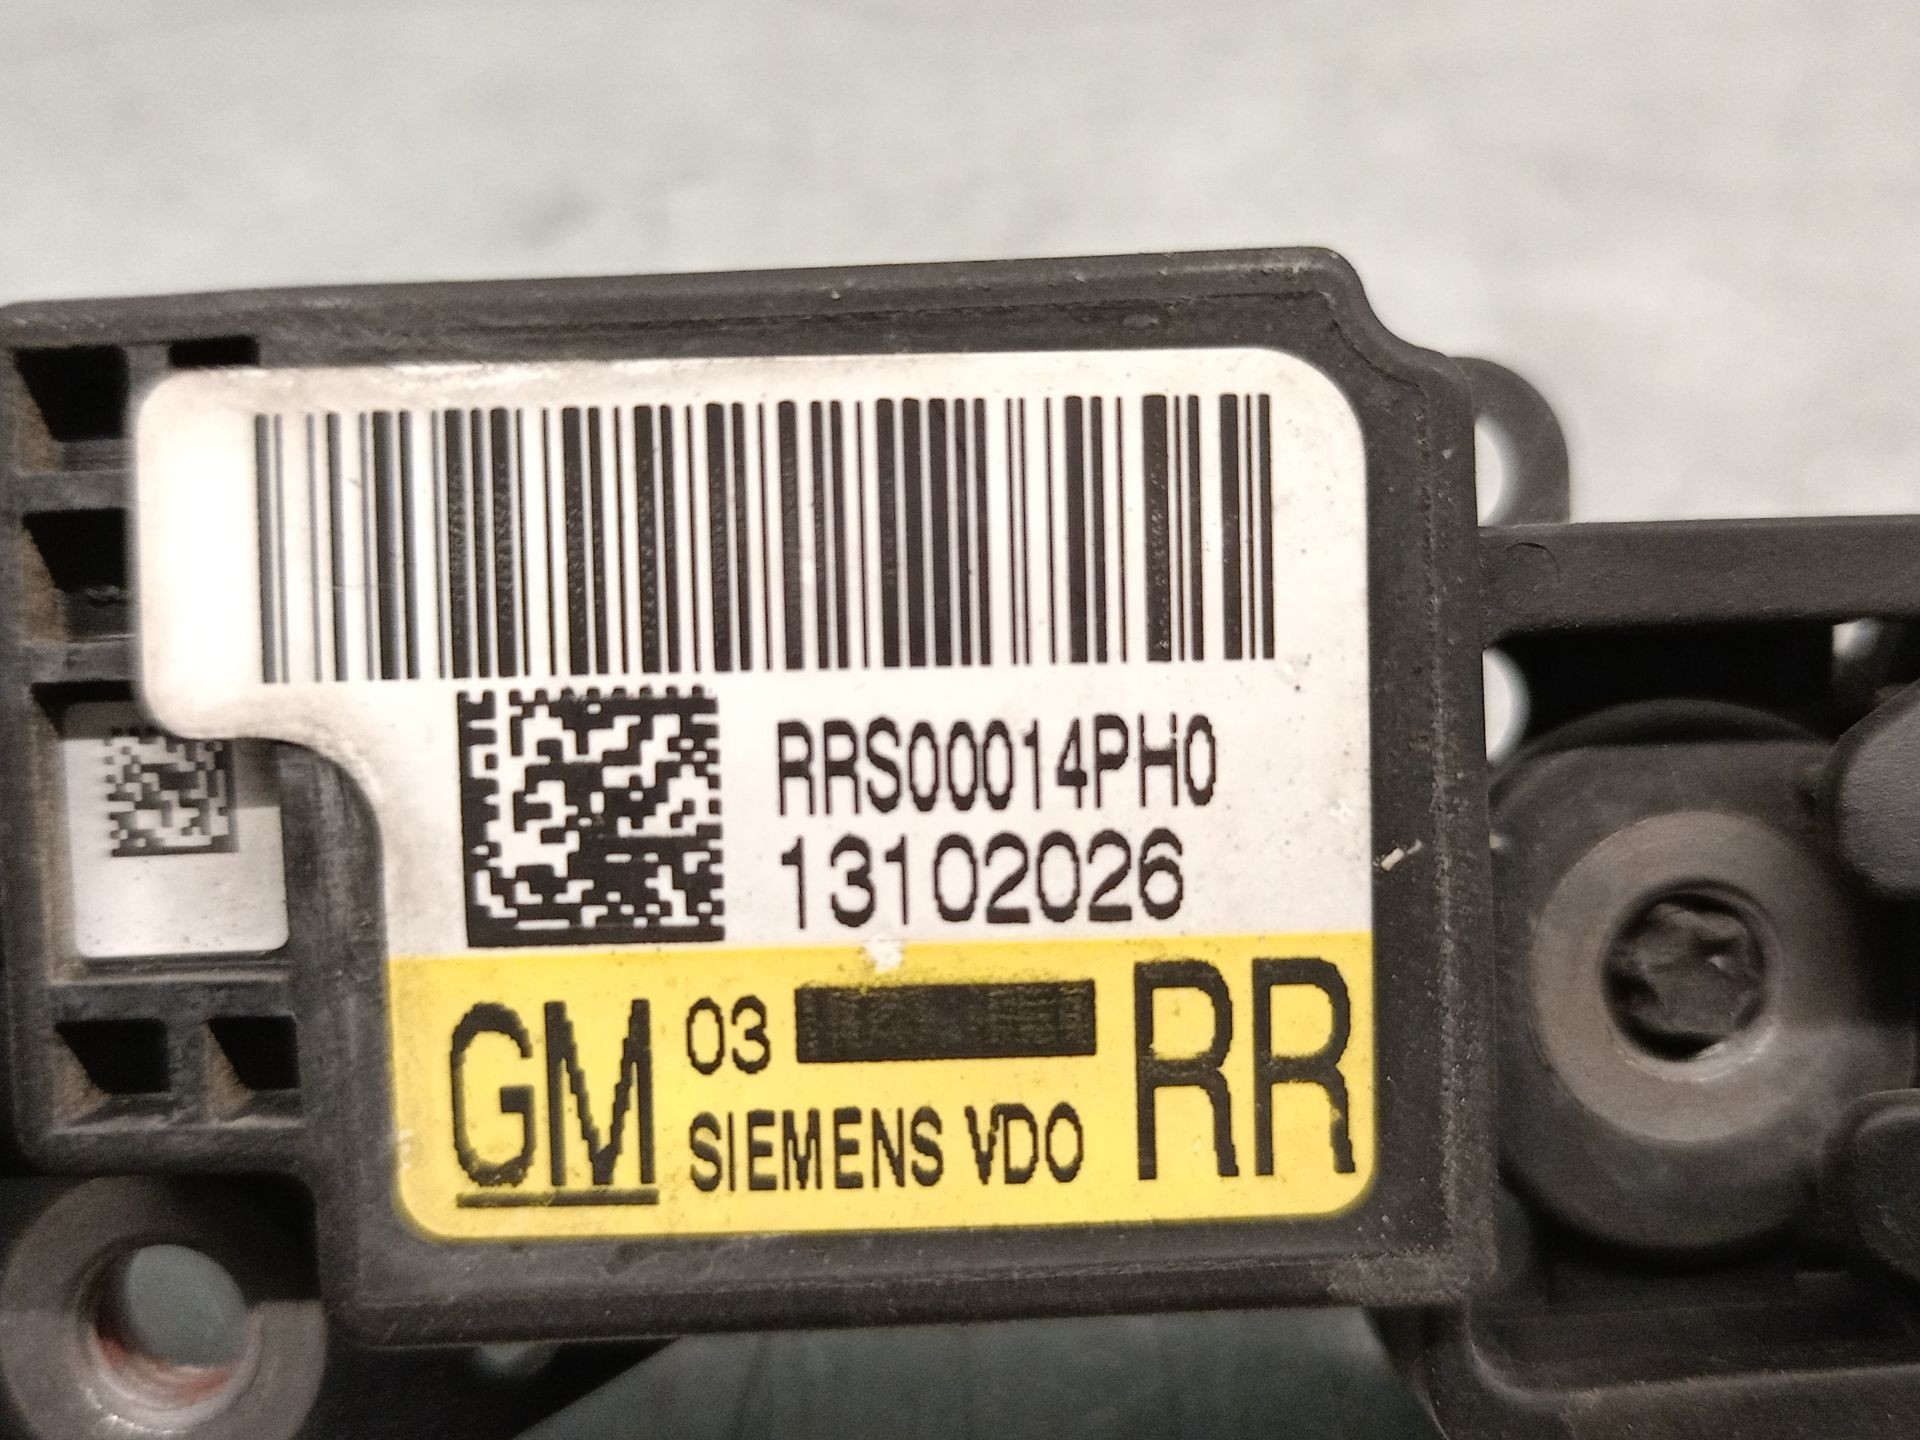 RRS00014PH0
13102026
GM 03 RR
SIEMENS VDO